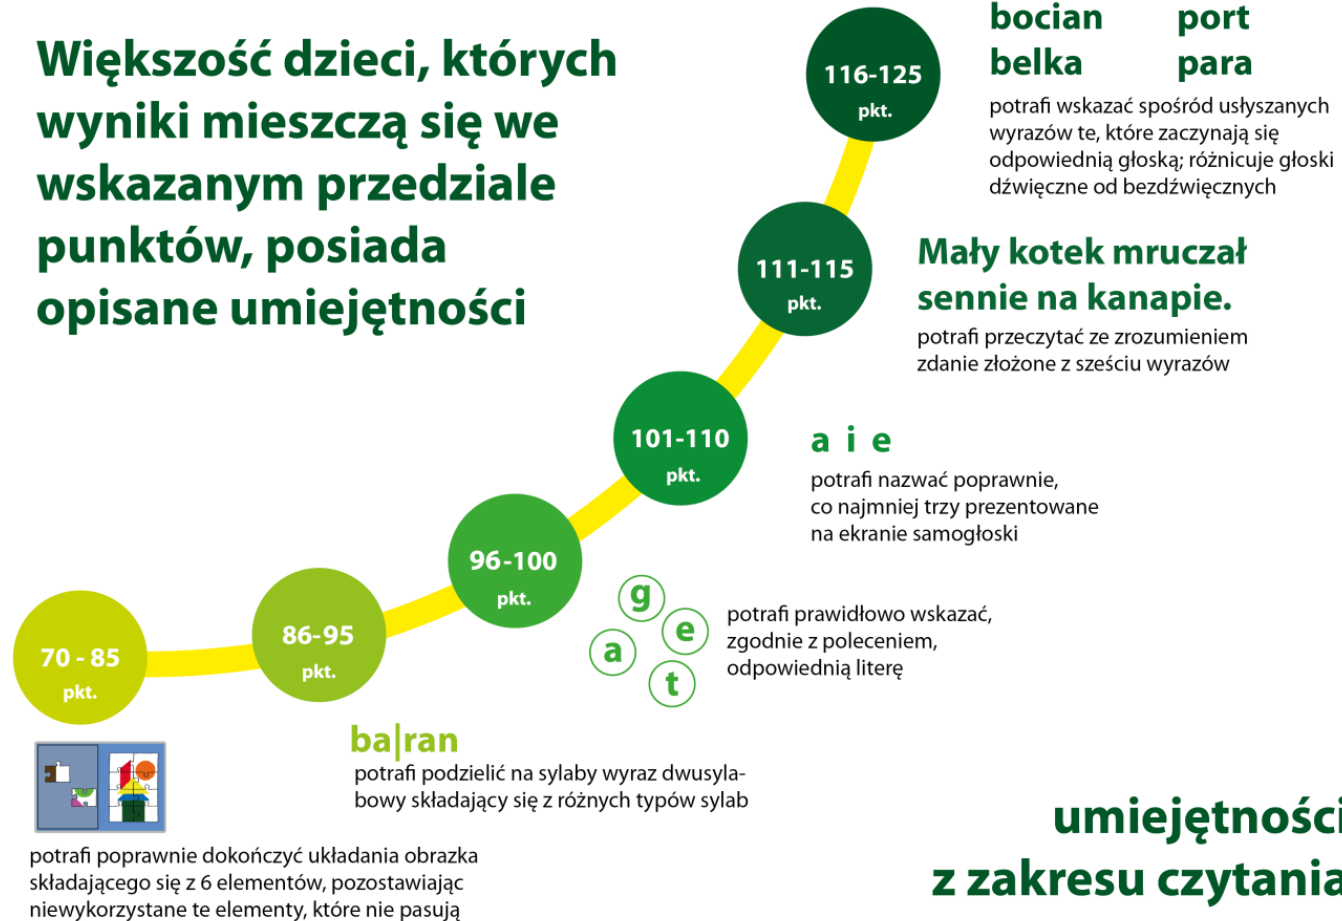 Większość dzieci, których
wyniki mieszczą się we
wskazanym przedziale
punktów, posiada
opisane umiejętności
116-125
pkt.
bocian port
belka para
potrafi wskazać spośród usłyszanych
wyrazów te, które zaczynają się
odpowiednią głoską; różnicuje głoski
dźwięczne od bezdźwięcznych
111-115
pkt.
Mały kotek mruczał
sennie na kanapie.
potrafi przeczytać ze zrozumieniem
zdanie złożone z sześciu wyrazów
101-110
pkt.
a i e
potrafi nazwać poprawnie,
co najmniej trzy prezentowane
na ekranie samogłoski
96-100
pkt.
g
e
a
t
potrafi prawidłowo wskazać,
zgodnie z poleceniem,
odpowiednią literę
86-95
pkt.
ba|ran
potrafi podzielić na sylaby wyraz dwusyla-
bowy składający się z różnych typów sylab
70 - 85
pkt.
potrafi poprawnie dokończyć układania obrazka
składającego się z 6 elementów, pozostawiając
niewykorzystane te elementy, które nie pasują
umiejętności
z zakresu czytania